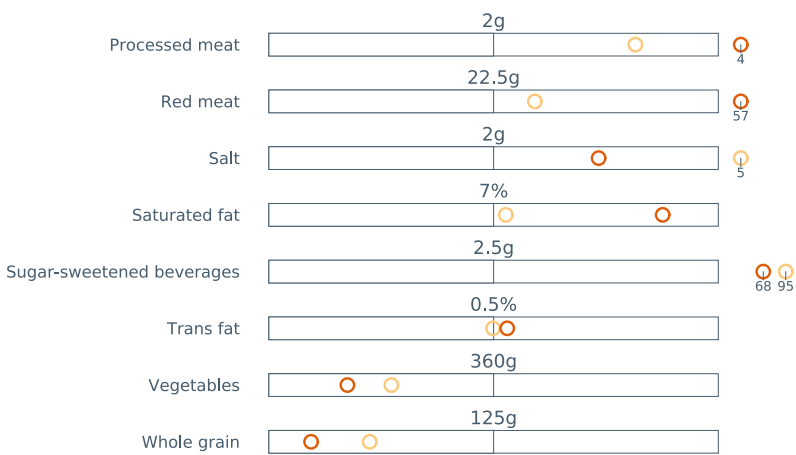 2g
Processed meat
4
22.5g
Red meat
57
2g
Salt
5
7%
Saturated fat
2.5g
Sugar-sweetened beverages
68 95
0.5%
Trans fat
360g
Vegetables
125g
Whole grain